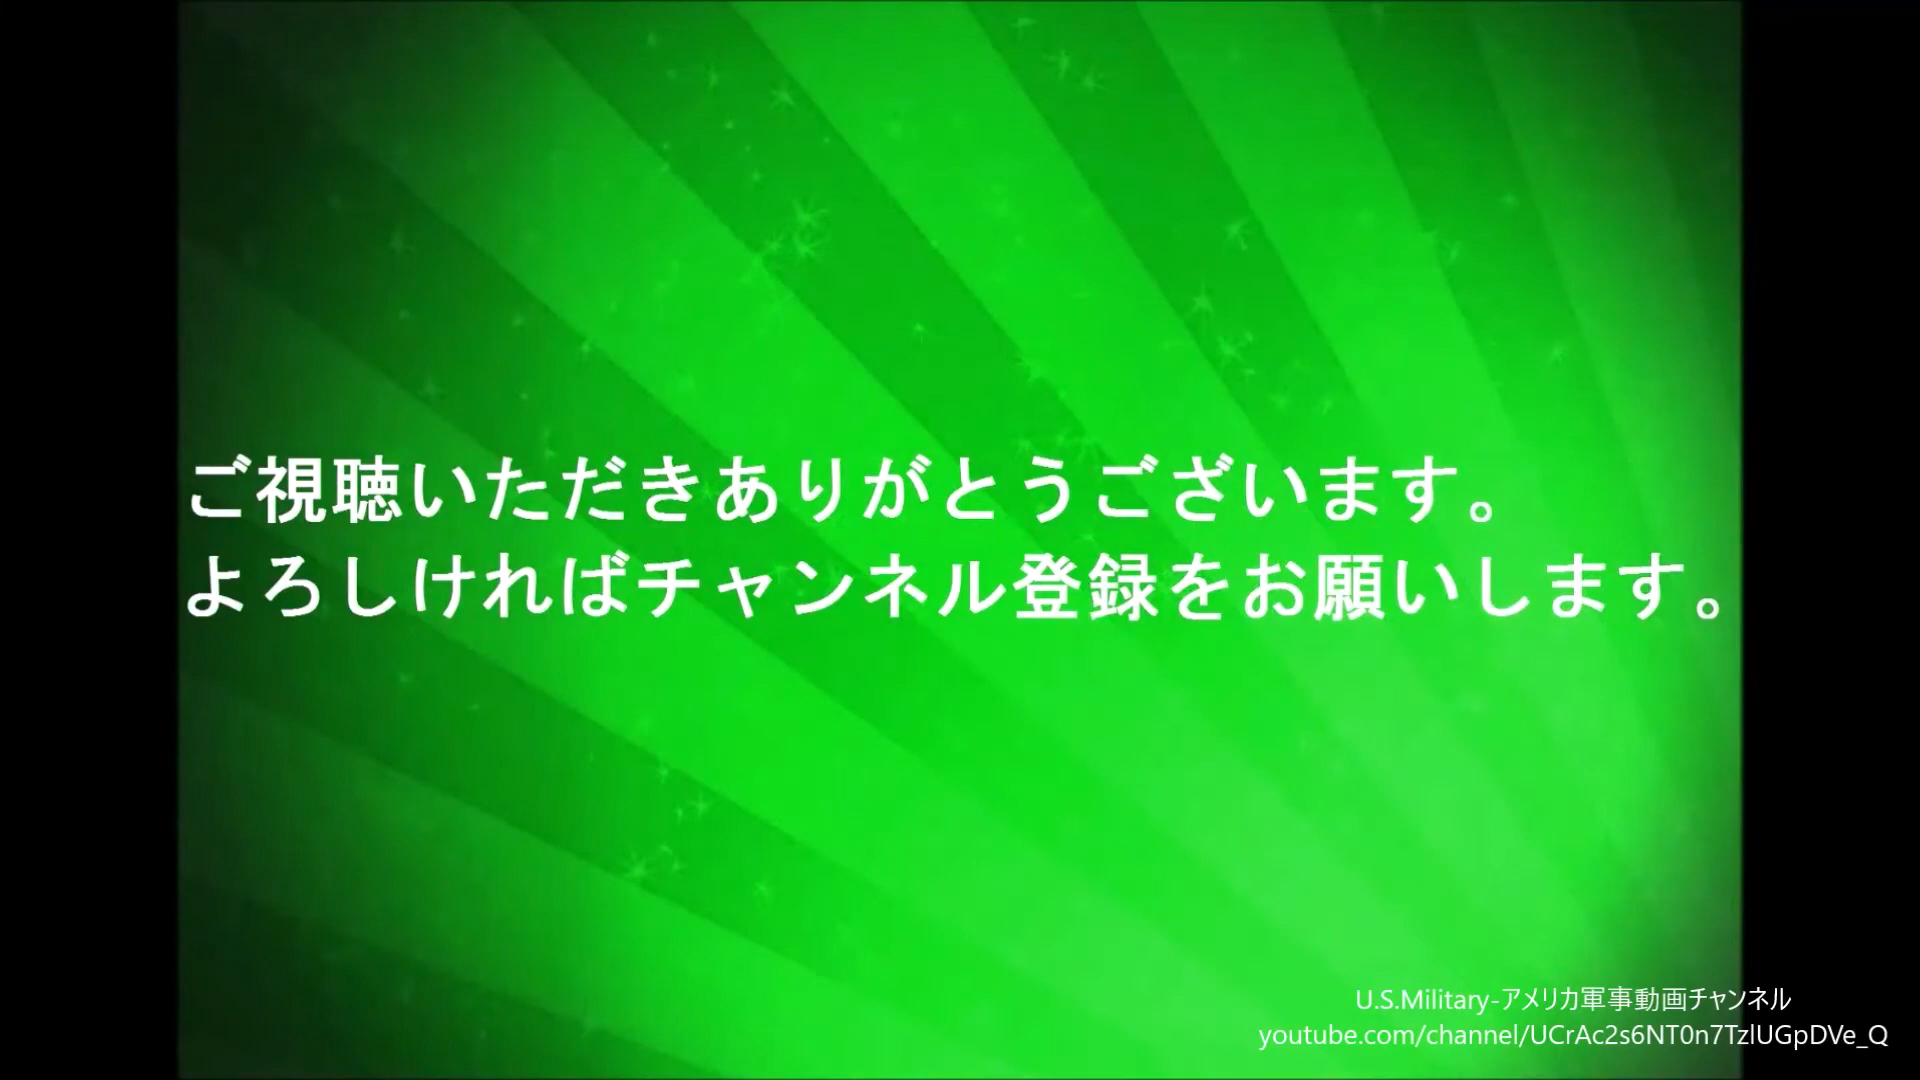 ご視聴いただきありがとうございます。
よろしければチャンネル登録をお願いします。
U.S.Military-アメリカ軍事動画チャンネル
youtube.com/channel/UCrAc2s6NT0n7TzlUGpDVe_Q